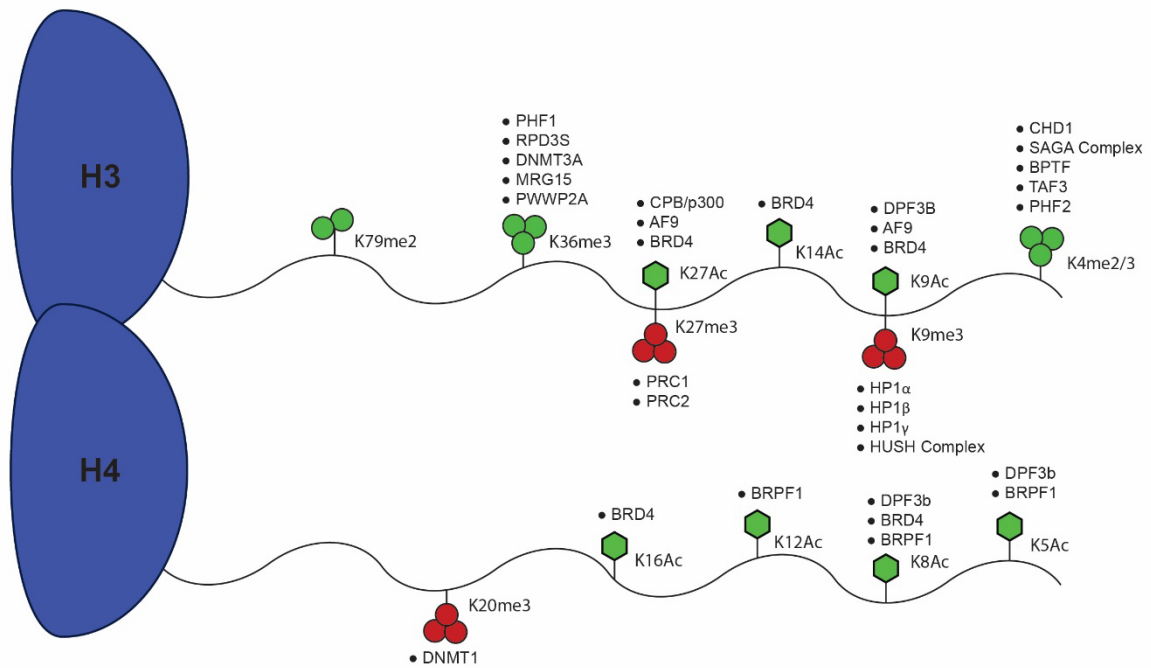 H3
K79me2
• PHF1
• RPD3S
• DNMT3A
• MRG15
• PWWP2A
K36me3
• CPB/p300
• AF9
• BRD4
K27Ac
K27me3
• PRC1
• PRC2
• BRD4
K14Ac
• DPF3B
• AF9
• BRD4
K9Ac
K9me3
• HP1α
• HP1β
• HP1γ
• HUSH Complex
• CHD1
• SAGA Complex
• BPTF
• TAF3
• PHF2
K4me2/3
H4
K20me3
• DNMT1
• BRD4
K16Ac
• BRPF1
K12Ac
• DPF3b
• BRD4
• BRPF1
K8Ac
• DPF3b
• BRPF1
K5Ac